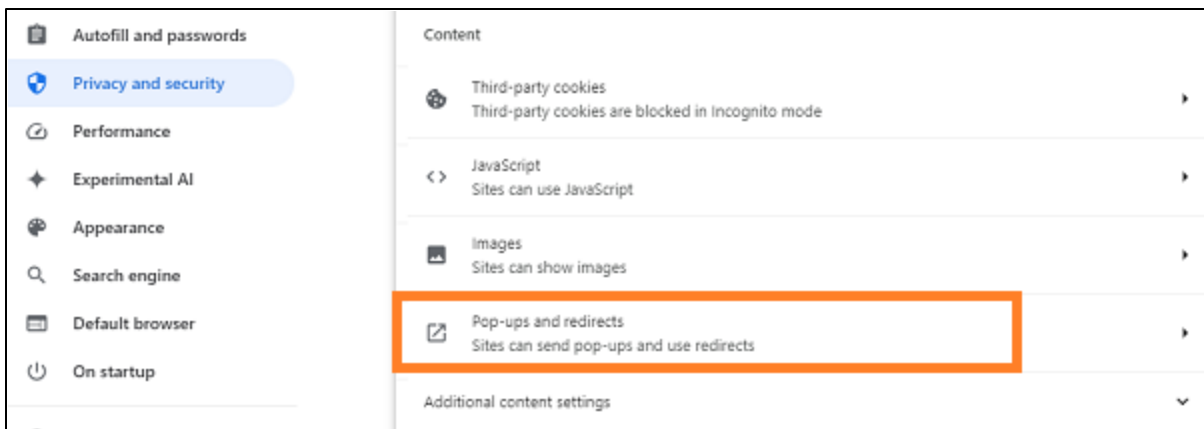 Autofill and passwords
Privacy and security
Performance
Experimental AI
Appearance
Search engine
Default browser
On startup
Content
Third-party cookies
Third-party cookies are blocked in Incognito mode
JavaScript
Sites can use JavaScript
Images
Sites can show images
Pop-ups and redirects
Sites can send pop-ups and use redirects
Additional content settings